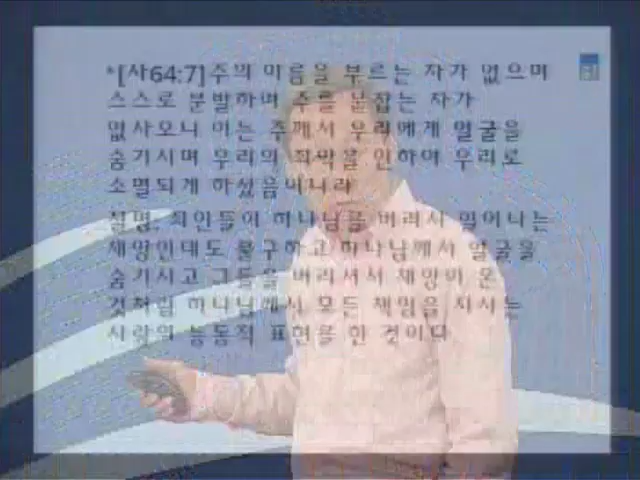 *[사64:7]주의 이름을 부르는 자가 없으며
스스로 분발하여 주를 붙잡는 자가
없사오니 이는 주께서 우리에게 얼굴을
숨기시며 우리의 죄악을 인하여 우리로
소멸되게 하셨음이니라
설명. 죄인들이 하나님을 버려서 일어나는
재앙인데도 불구하고 하나님께서 얼굴을
숨기시고 그들을 버리셔서 재앙이 온
것처럼 하나님께서 모든 책임을 지시는
사랑의 능동적 표현을 한 것이다